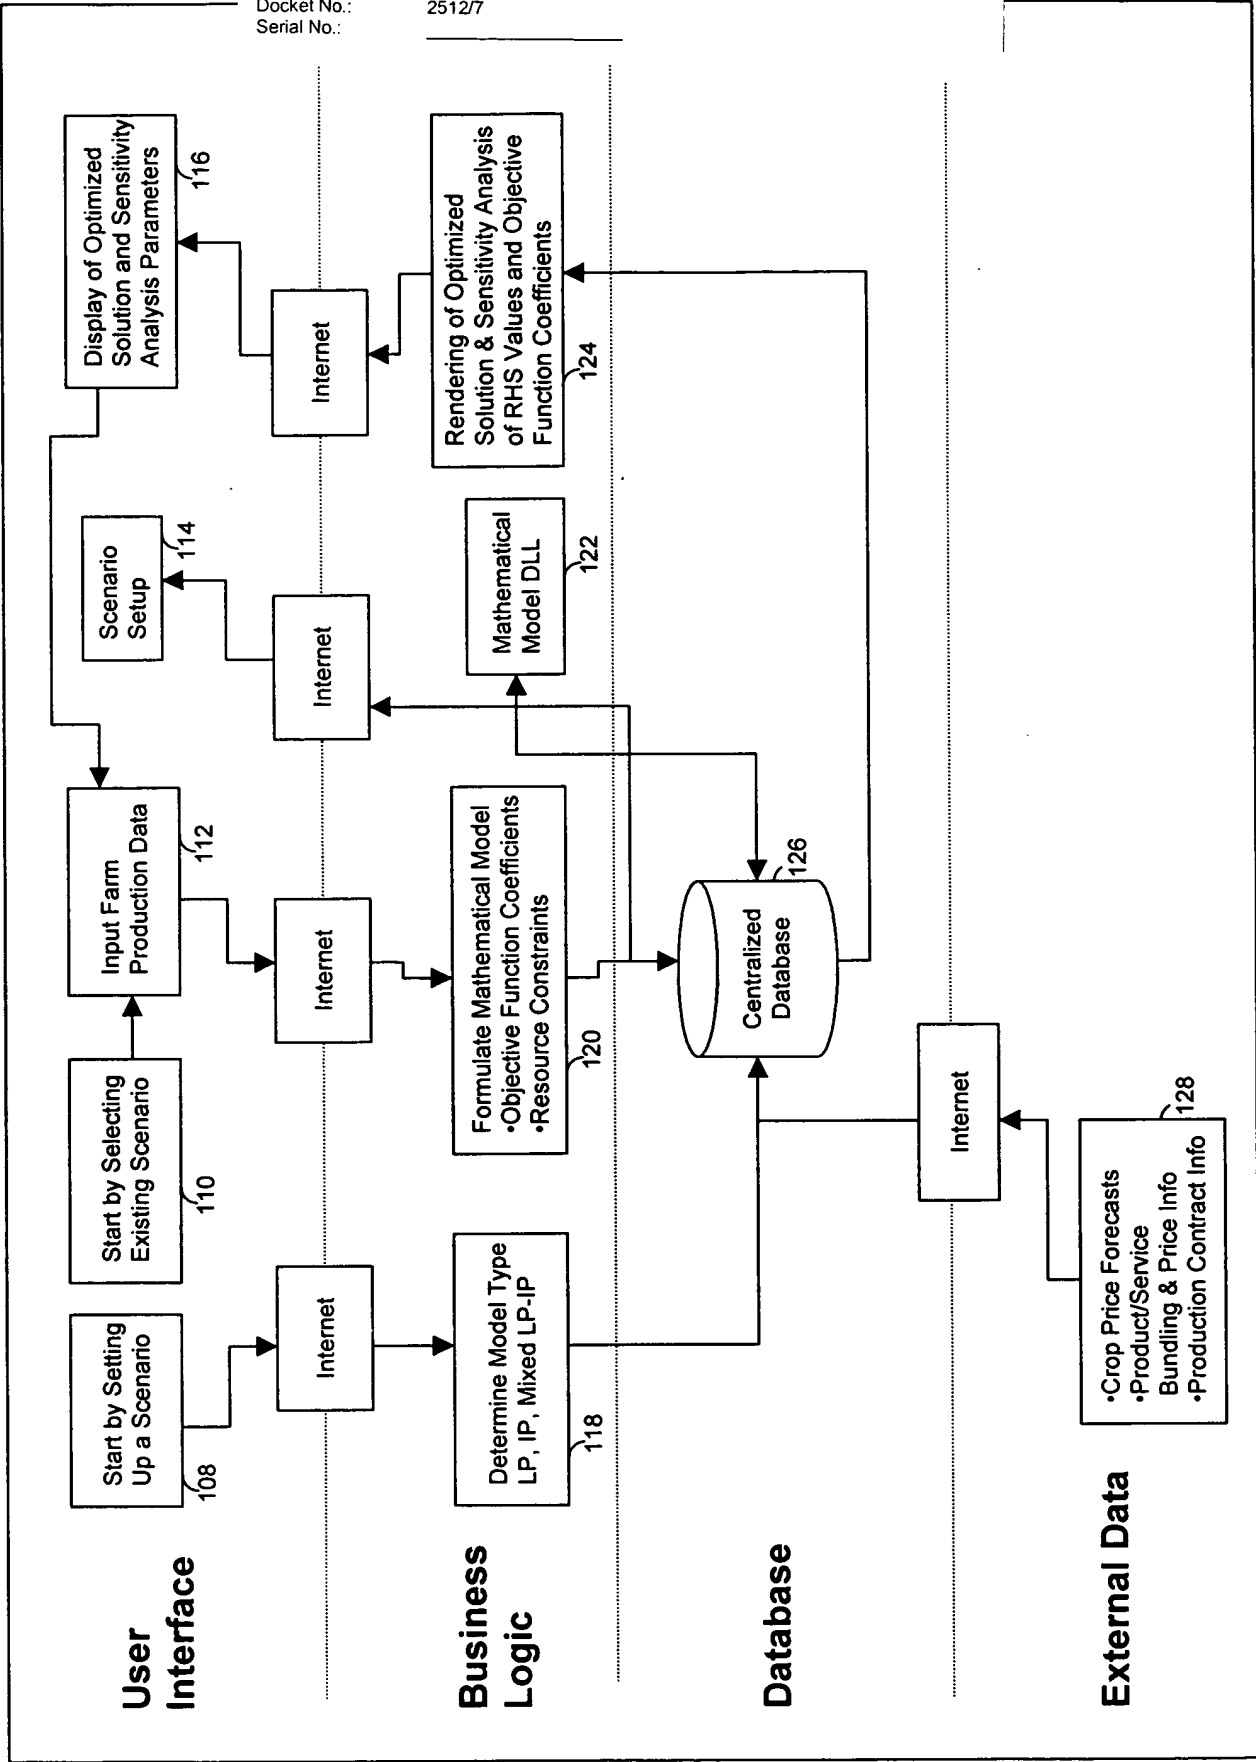 Docket No.: 2512/7
Serial No.:
User
Interface
Start by Setting
Up a Scenario
108
Start by Selecting
Existing Scenario
110
Input Farm
Production Data
112
Scenario
Setup
114
Display of Optimized
Solution and Sensitivity
Analysis Parameters
116
Internet
Internet
Internet
Internet
Business
Logic
Determine Model Type
LP, IP, Mixed LP-IP
118
Formulate Mathematical Model
•Objective Function Coefficients
•Resource Constraints
120
Mathematical
Model DLL
122
Rendering of Optimized
Solution & Sensitivity Analysis
of RHS Values and Objective
Function Coefficients
124
Database
Centralized
Database
126
Internet
External Data
•Crop Price Forecasts
•Product/Service
Bundling & Price Info
•Production Contract Info
128